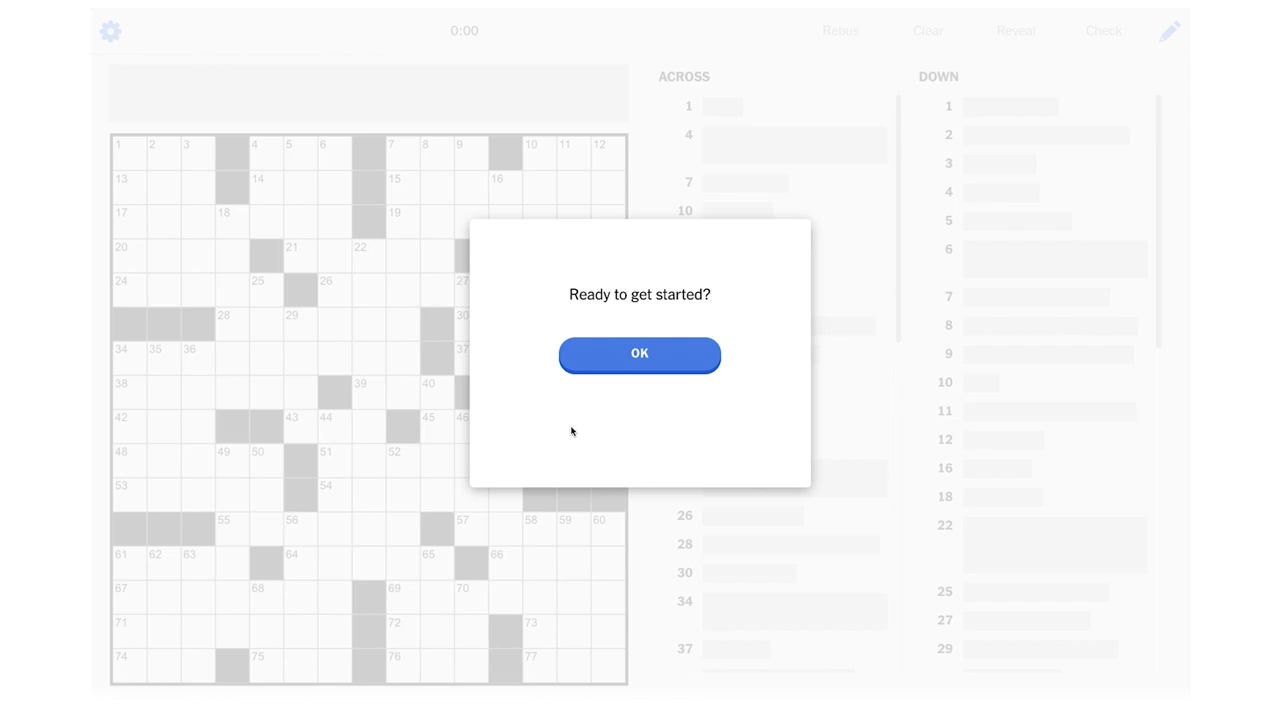 0:00
Rebus Clear Reveal Check
ACROSS DOWN
1 2 3 4 5 6 7 8 9 10 11 12
13 14 15 16
17 18 19
20 21 22
24 25 26 27
28 29 30
34 35 36 37
38 39 40
42 43 44 45 46
48 49 50 51 52
53 54
55 56 57 58 59 60
61 62 63 64 65 66
67 68 69 70
71 72 73
74 75 76 77
Ready to get started?
OK
1
4
7
10
26
28
30
34
37
1
2
3
4
5
6
7
8
9
10
11
12
16
18
22
25
27
29